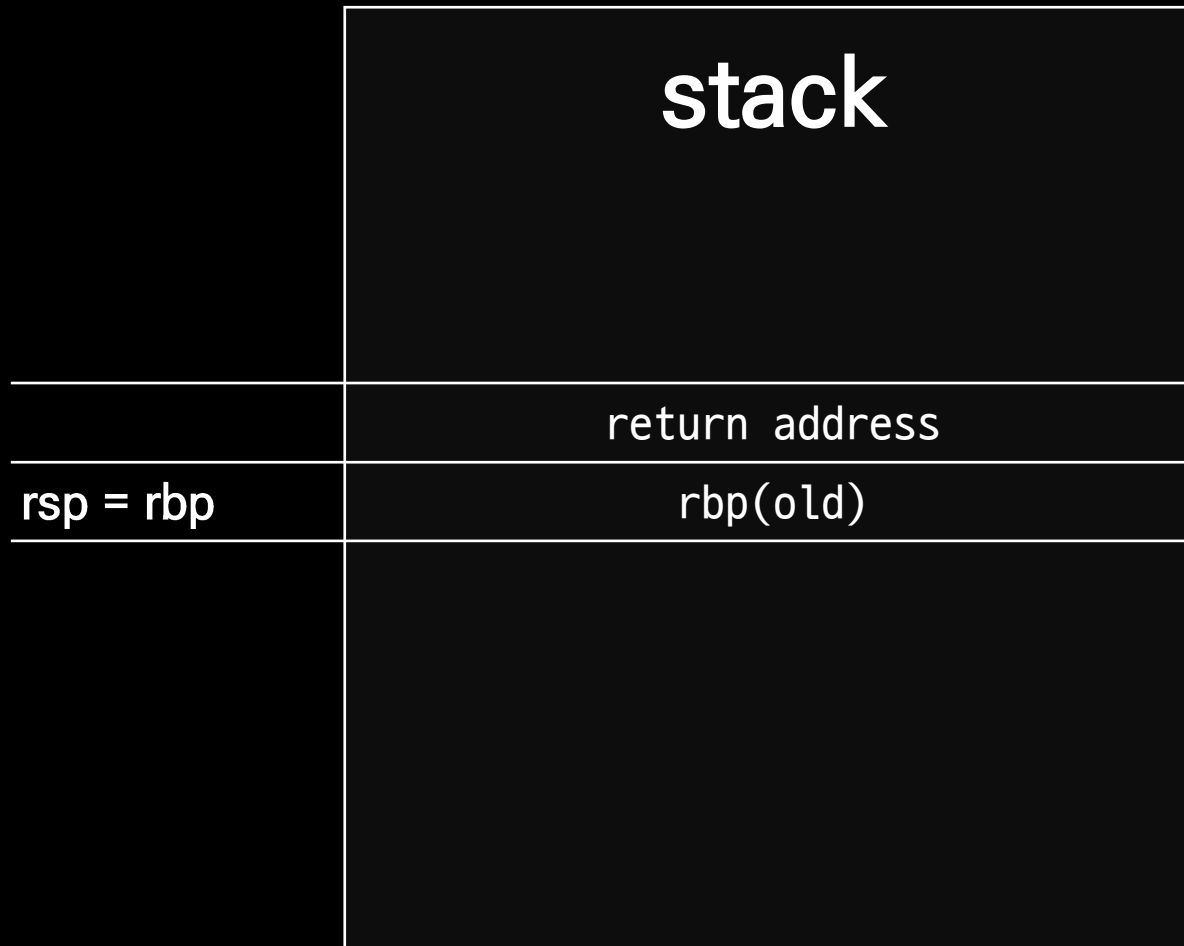 stack
return address
rsp = rbp
rbp(old)